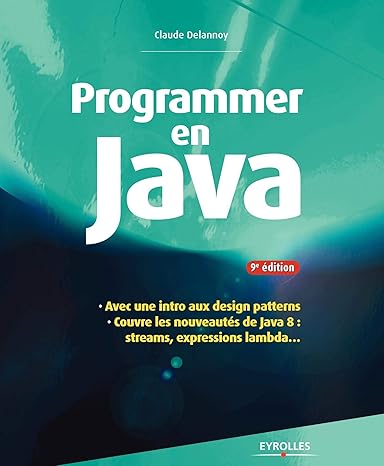 Claude Delannoy
Programmer
en
Java
9e édition
• Avec une intro aux design patterns
• Couvre les nouveautés de Java 8 :
streams, expressions lambda...
EYROLLES